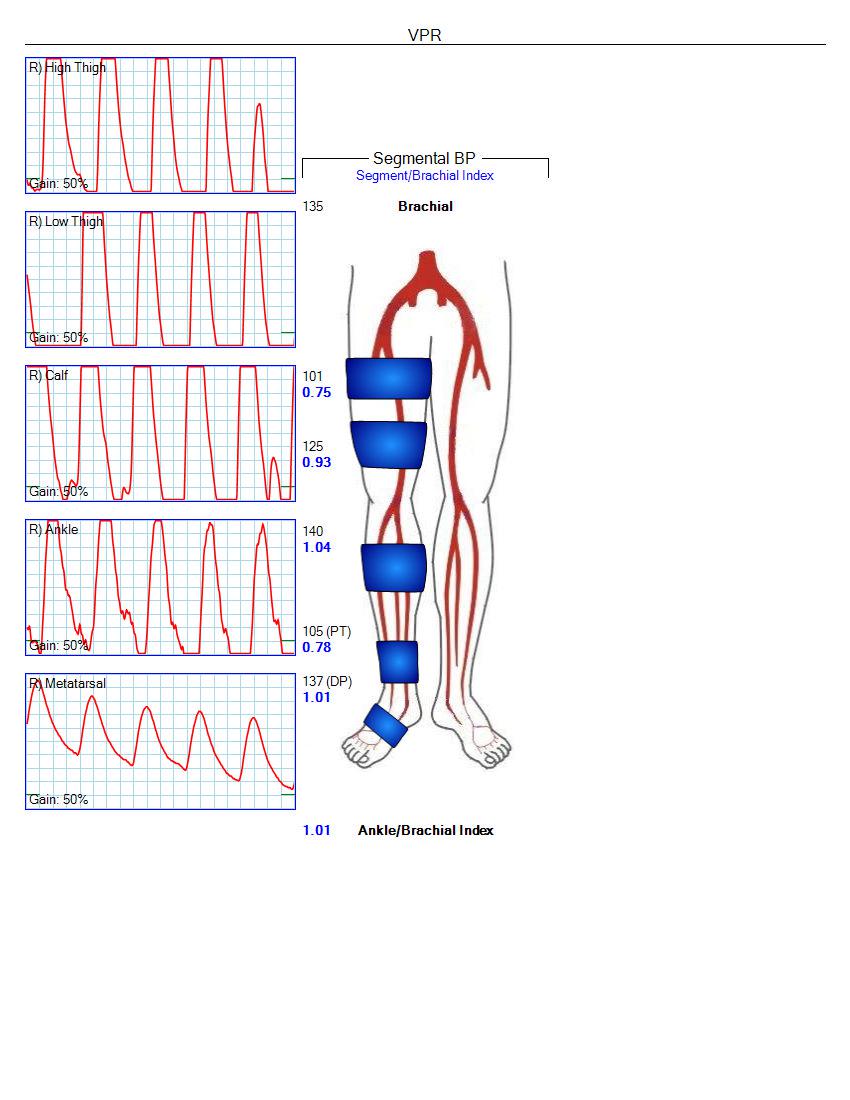 VPR
R) High Thigh
Gain: 50%
Segmental BP
Segment/Brachial Index
135 Brachial
R) Low Thigh
Gain: 50%
R) Calf
Gain: 50%
101
0.75
125
0.93
R) Ankle
Gain: 50%
140
1.04
105 (PT)
0.78
R) Metatarsal
Gain: 50%
137 (DP)
1.01
1.01 Ankle/Brachial Index